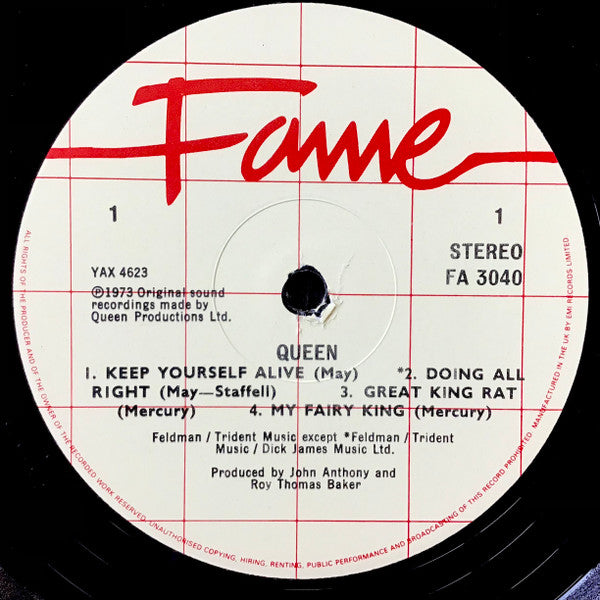 Fame
1
1
STEREO
FA 3040
YAX 4623
℗1973 Original sound
recordings made by
Queen Productions Ltd.
QUEEN
1. KEEP YOURSELF ALIVE (May) *2. DOING ALL
RIGHT (May—Staffell) 3. GREAT KING RAT
(Mercury) 4. MY FAIRY KING (Mercury)
Feldman / Trident Music except *Feldman / Trident
Music / Dick James Music Ltd.
Produced by John Anthony and
Roy Thomas Baker
ALL RIGHTS OF THE PRODUCER AND OF THE OWNER OF THE RECORDED WORK RESERVED. UNAUTHORISED COPYING, HIRING, RENTING, PUBLIC PERFORMANCE AND BROADCASTING OF THIS RECORD PROHIBITED. MANUFACTURED IN THE UK BY EMI RECORDS LIMITED